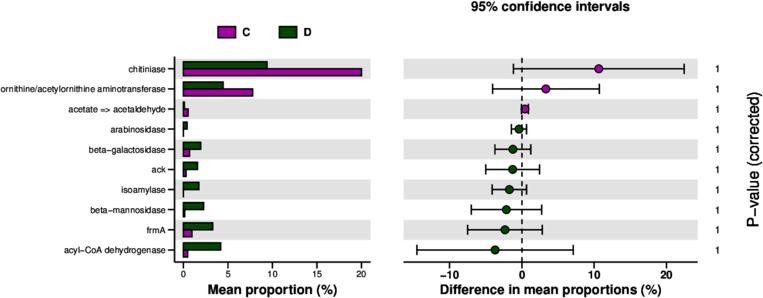 95% confidence intervals
C D
chitiniase 1
ornithine/acetylornithine aminotransferase 1
acetate => acetaldehyde 1
arabinosidase 1
beta-galactosidase 1
ack 1
isoamylase 1
beta-mannosidase 1
frmA 1
acyl-CoA dehydrogenase 1
0 5 10 15 20 −10 0 10 20
Mean proportion (%) Difference in mean proportions (%)
P-value (corrected)